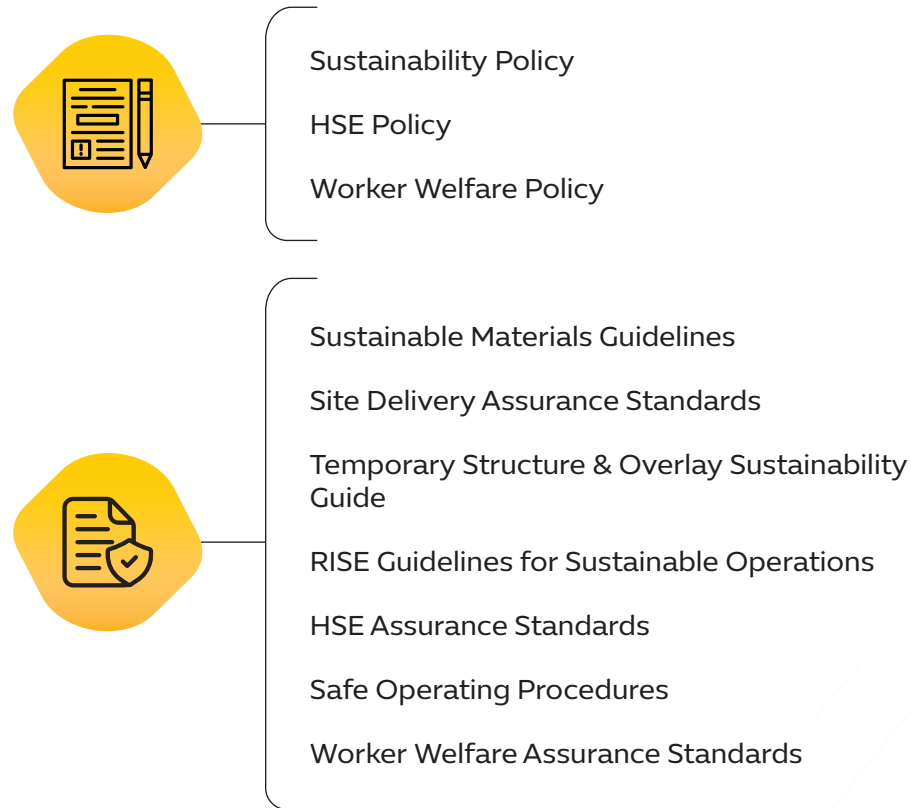 Sustainability Policy
HSE Policy
Worker Welfare Policy
Sustainable Materials Guidelines
Site Delivery Assurance Standards
Temporary Structure & Overlay Sustainability
Guide
RISE Guidelines for Sustainable Operations
HSE Assurance Standards
Safe Operating Procedures
Worker Welfare Assurance Standards